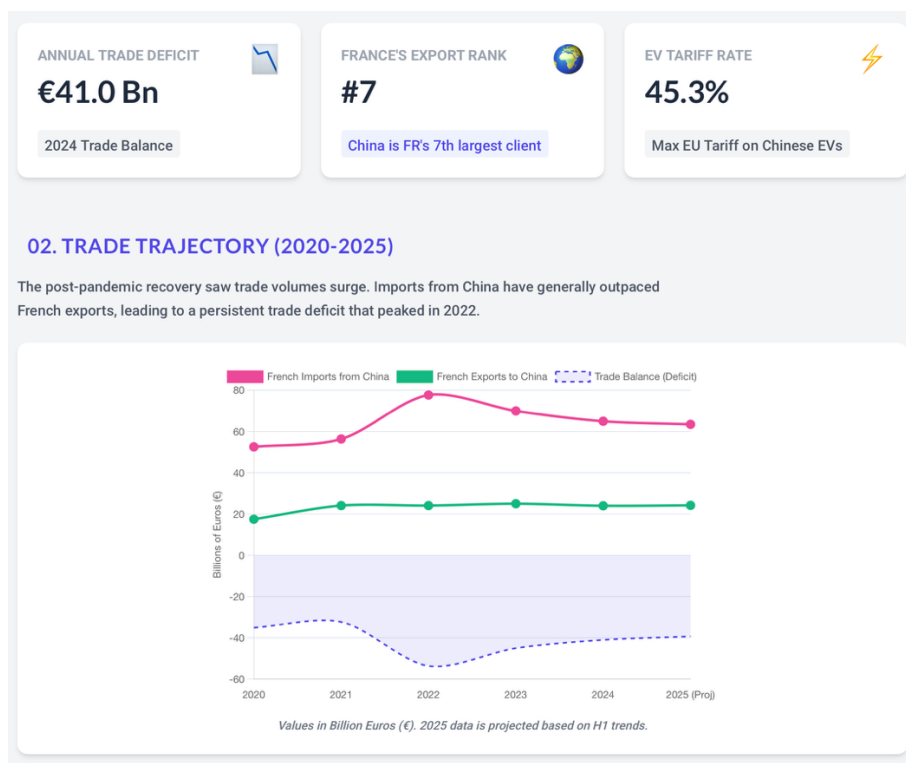 ANNUAL TRADE DEFICIT
€41.0 Bn
2024 Trade Balance
FRANCE'S EXPORT RANK
#7
China is FR's 7th largest client
EV TARIFF RATE
45.3%
Max EU Tariff on Chinese EVs
02. TRADE TRAJECTORY (2020-2025)
The post-pandemic recovery saw trade volumes surge. Imports from China have generally outpaced
French exports, leading to a persistent trade deficit that peaked in 2022.
French Imports from China French Exports to China Trade Balance (Deficit)
Billions of Euros (€)
80
60
40
20
0
-20
-40
-60
2020 2021 2022 2023 2024 2025 (Proj)
Values in Billion Euros (€). 2025 data is projected based on H1 trends.